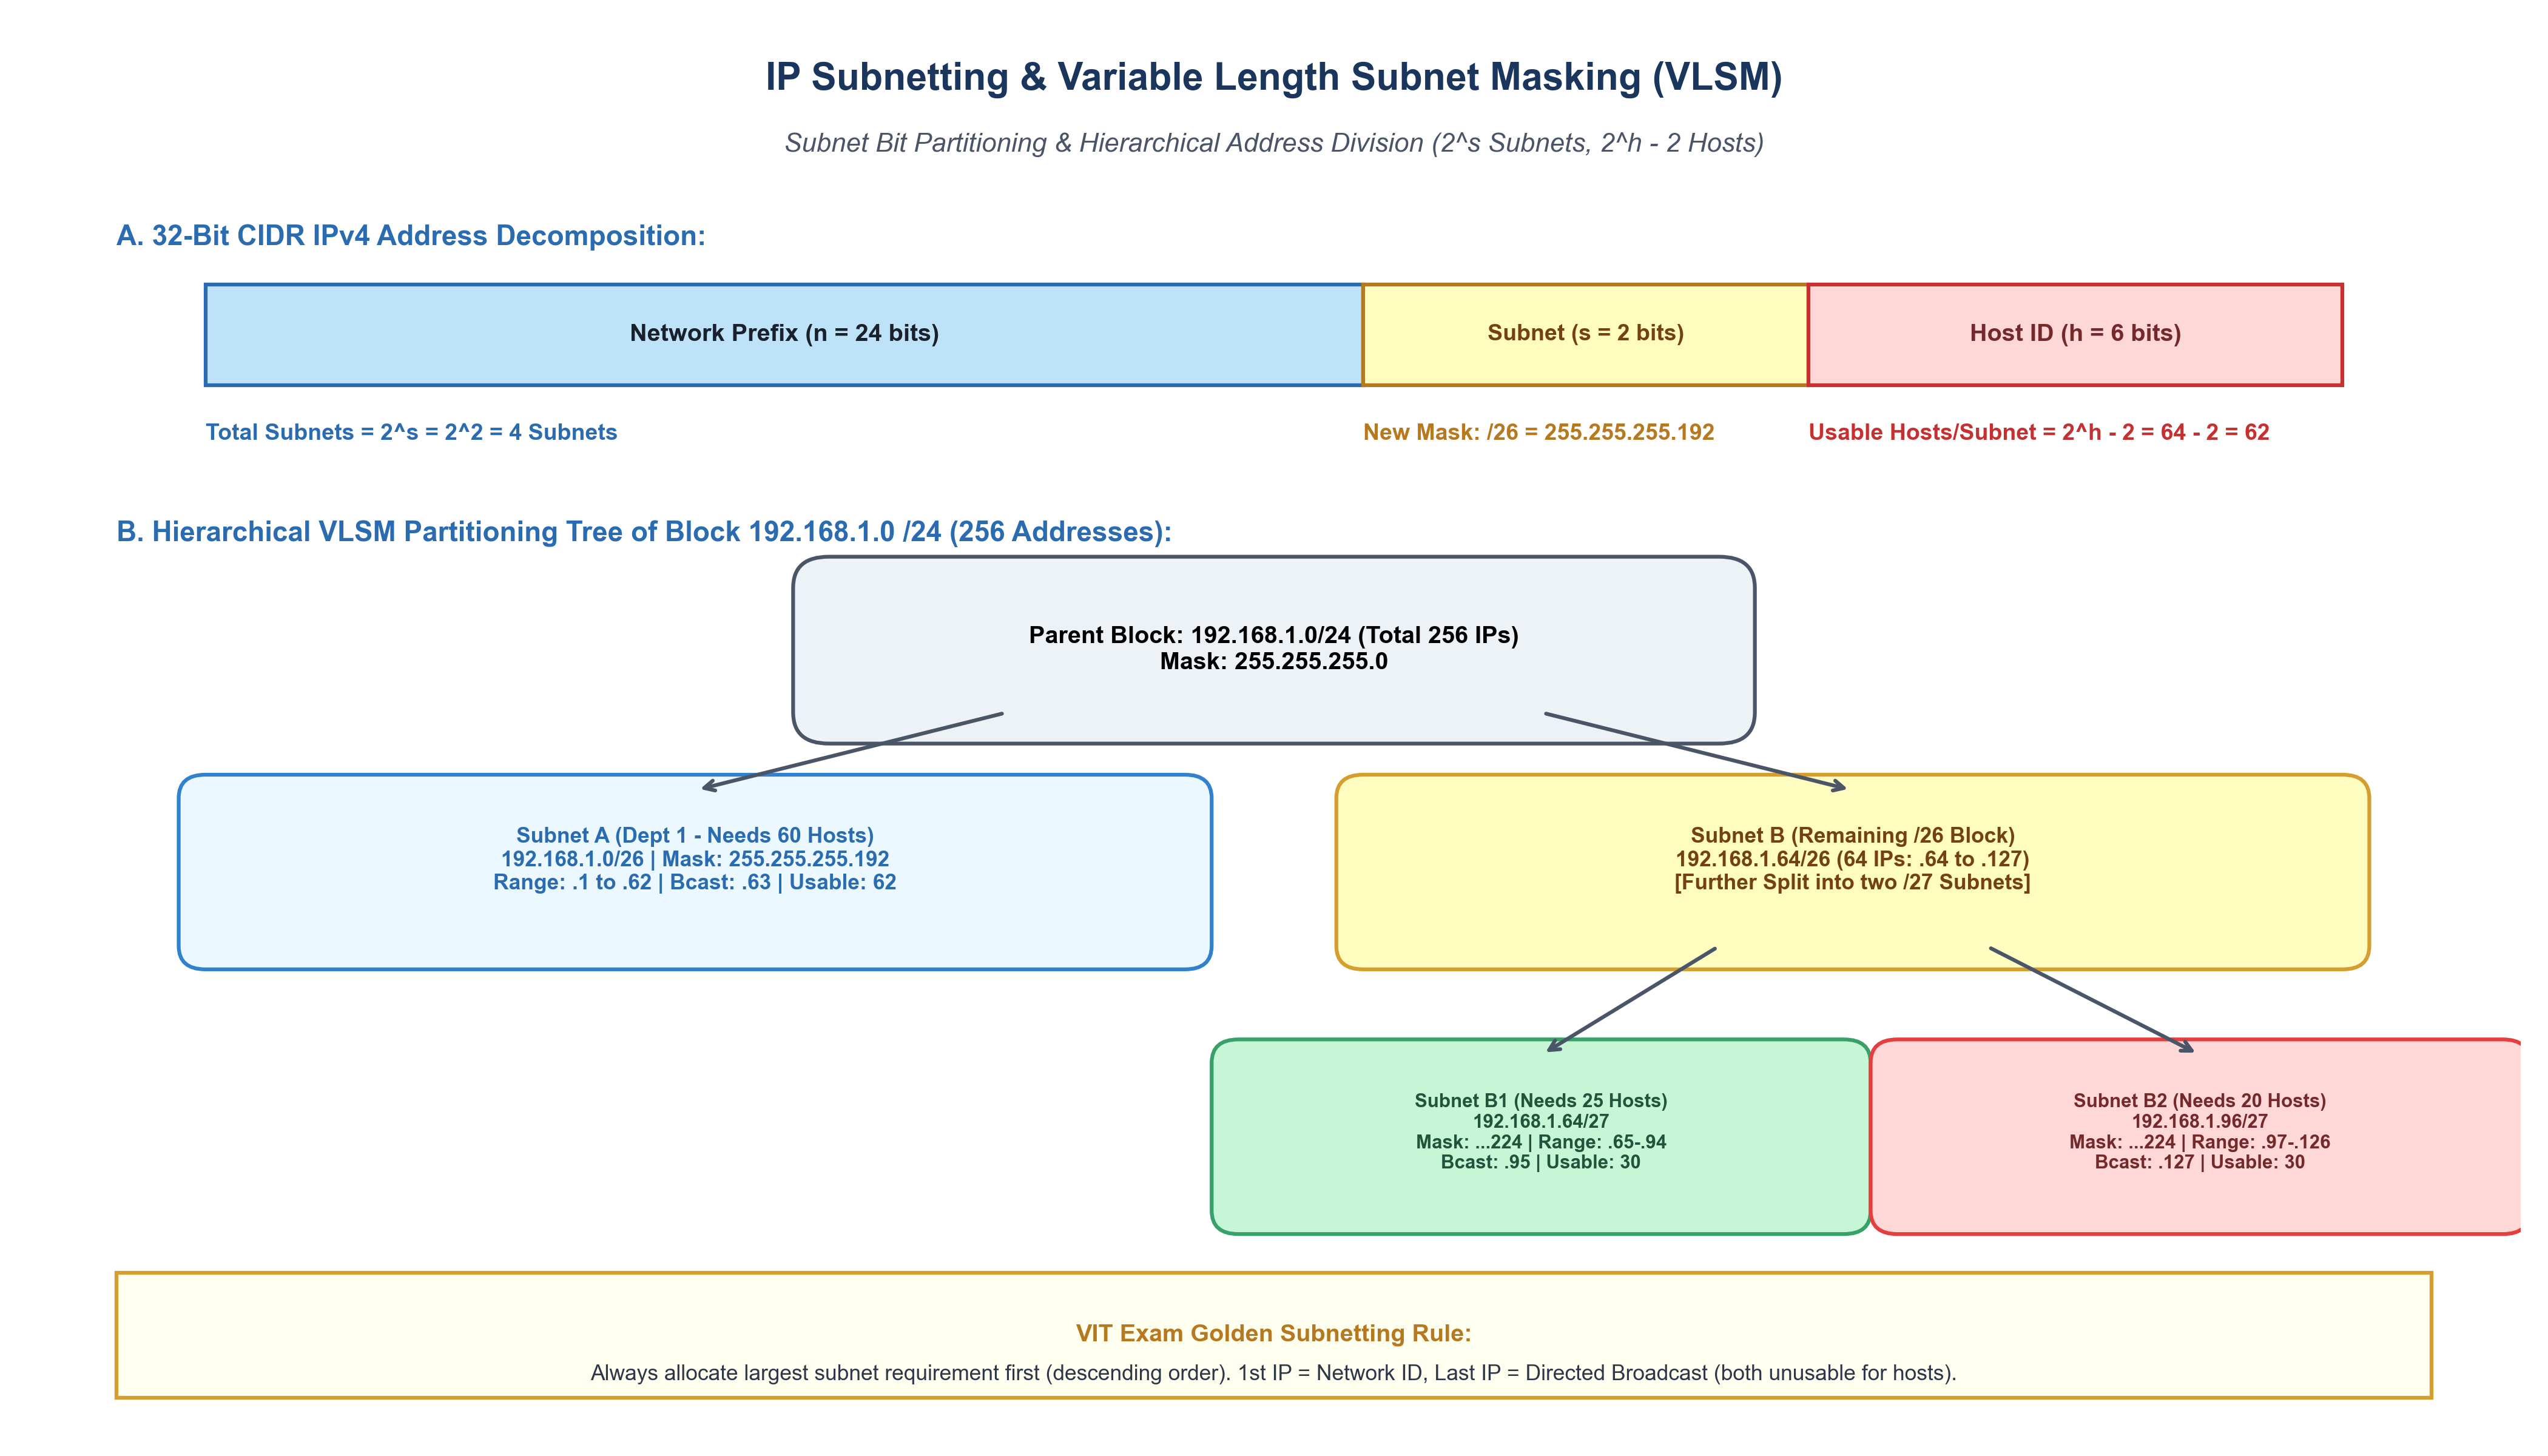 IP Subnetting & Variable Length Subnet Masking (VLSM)
Subnet Bit Partitioning & Hierarchical Address Division (2^s Subnets, 2^h - 2 Hosts)
A. 32-Bit CIDR IPv4 Address Decomposition:
Network Prefix (n = 24 bits)
Subnet (s = 2 bits)
Host ID (h = 6 bits)
Total Subnets = 2^s = 2^2 = 4 Subnets
New Mask: /26 = 255.255.255.192
Usable Hosts/Subnet = 2^h - 2 = 64 - 2 = 62
B. Hierarchical VLSM Partitioning Tree of Block 192.168.1.0 /24 (256 Addresses):
Parent Block: 192.168.1.0/24 (Total 256 IPs)
Mask: 255.255.255.0
Subnet A (Dept 1 - Needs 60 Hosts)
192.168.1.0/26 | Mask: 255.255.255.192
Range: .1 to .62 | Bcast: .63 | Usable: 62
Subnet B (Remaining /26 Block)
192.168.1.64/26 (64 IPs: .64 to .127)
[Further Split into two /27 Subnets]
Subnet B1 (Needs 25 Hosts)
192.168.1.64/27
Mask: ...224 | Range: .65-.94
Bcast: .95 | Usable: 30
Subnet B2 (Needs 20 Hosts)
192.168.1.96/27
Mask: ...224 | Range: .97-.126
Bcast: .127 | Usable: 30
VIT Exam Golden Subnetting Rule:
Always allocate largest subnet requirement first (descending order). 1st IP = Network ID, Last IP = Directed Broadcast (both unusable for hosts).